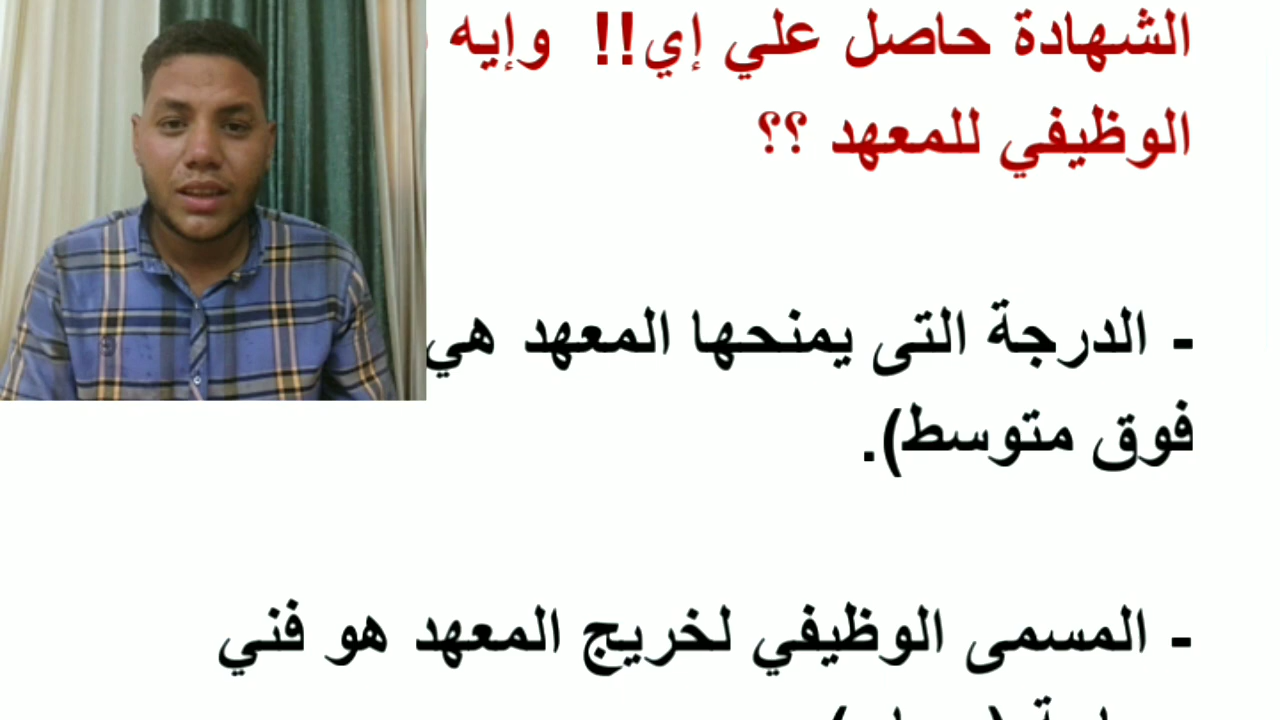 الشهادة حاصل علي إي!! وإيه
الوظيفي للمعهد ؟؟
- الدرجة التى يمنحها المعهد هي
فوق متوسط).
- المسمى الوظيفي لخريج المعهد هو فني